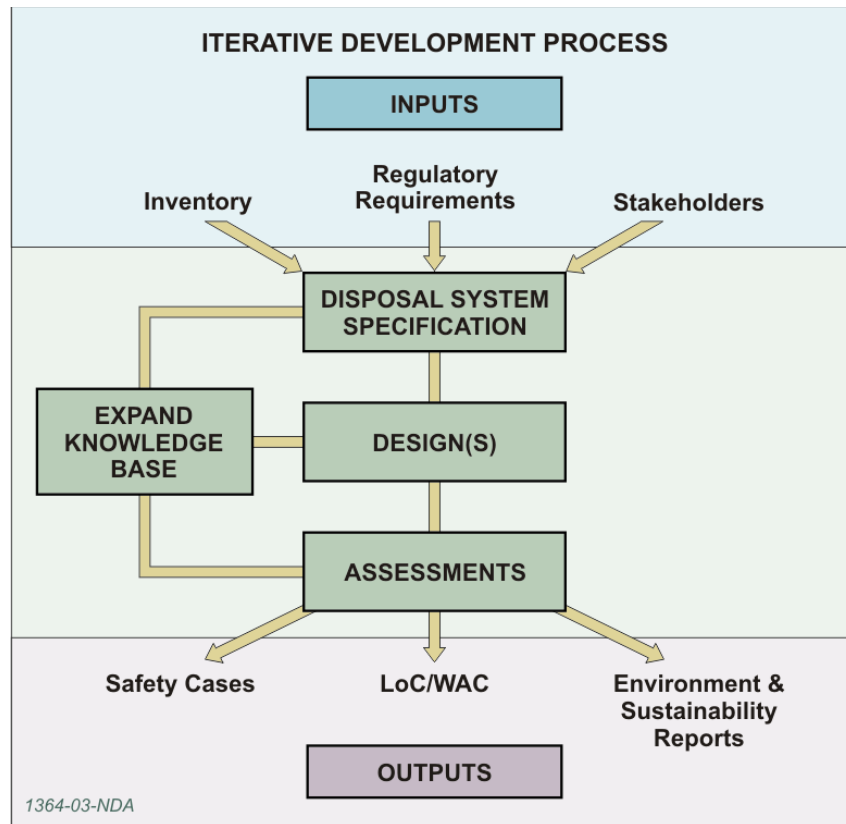 ITERATIVE DEVELOPMENT PROCESS
INPUTS
Inventory
Regulatory
Requirements
Stakeholders
DISPOSAL SYSTEM
SPECIFICATION
EXPAND
KNOWLEDGE
BASE
DESIGN(S)
ASSESSMENTS
Safety Cases
LoC/WAC
Environment &
Sustainability
Reports
OUTPUTS
1364-03-NDA